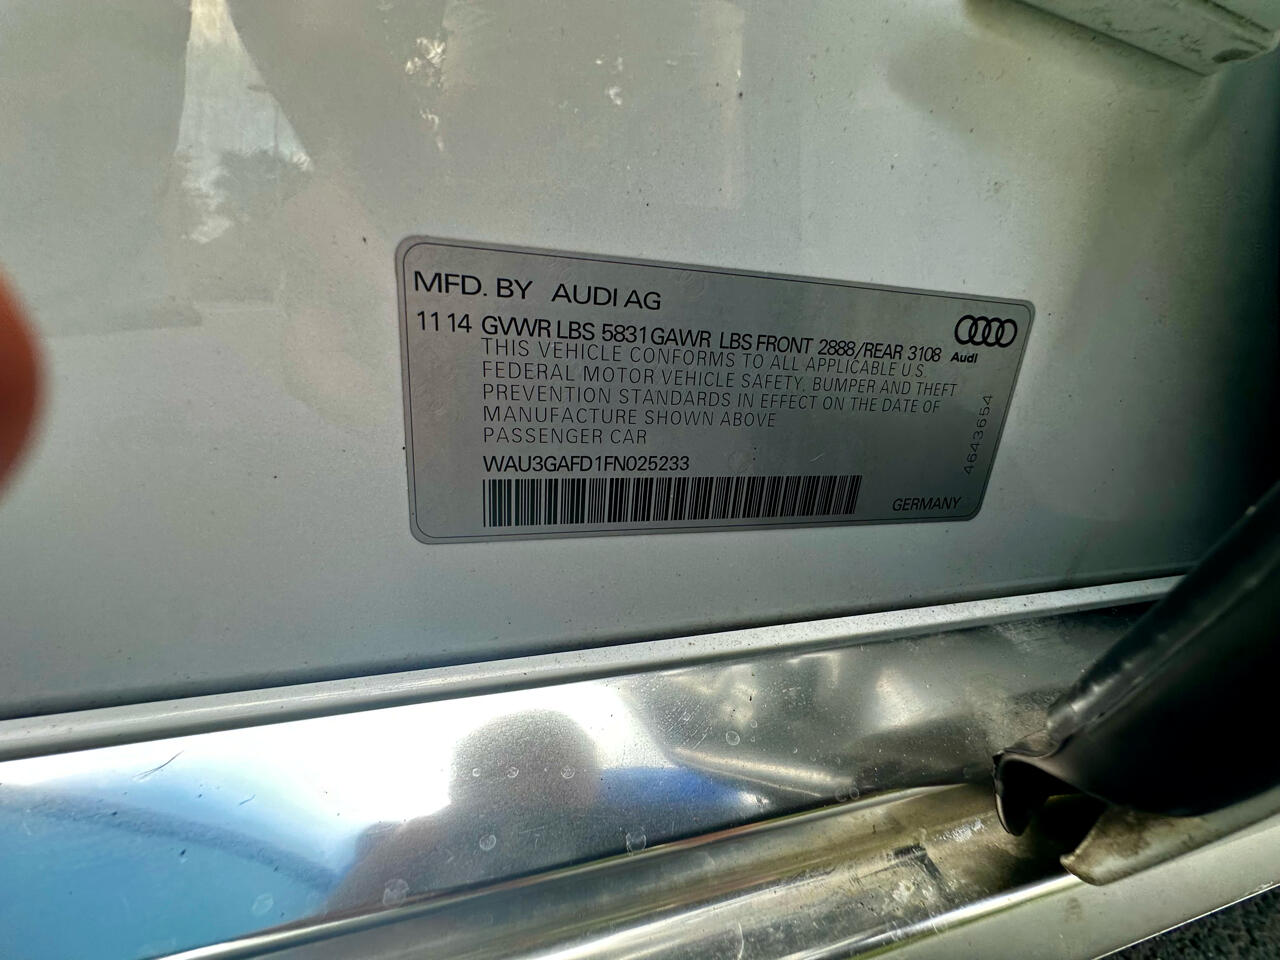 MFD. BY AUDI AG
11 14 GVWR LBS 5831 GAWR LBS FRONT 2888/REAR 3108
Audi
THIS VEHICLE CONFORMS TO ALL APPLICABLE U.S.
FEDERAL MOTOR VEHICLE SAFETY, BUMPER AND THEFT
PREVENTION STANDARDS IN EFFECT ON THE DATE OF
MANUFACTURE SHOWN ABOVE
PASSENGER CAR
4643654
WAU3GAFD1FN025233
GERMANY